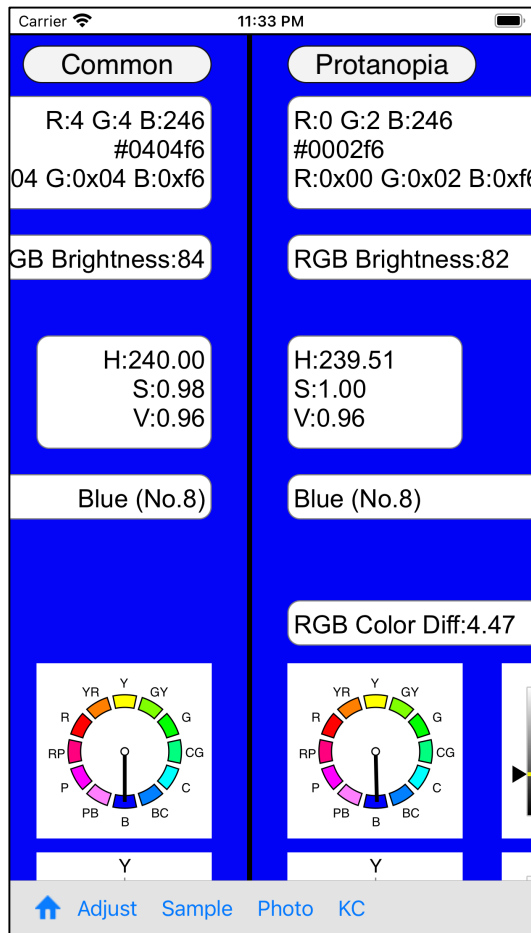 Carrier
11:33 PM
Common
Protanopia
R:4 G:4 B:246
#0404f6
04 G:0x04 B:0xf6
R:0 G:2 B:246
#0002f6
R:0x00 G:0x02 B:0xf6
GB Brightness:84
RGB Brightness:82
H:240.00
S:0.98
V:0.96
H:239.51
S:1.00
V:0.96
Blue (No.8)
Blue (No.8)
RGB Color Diff:4.47
Y
YR
GY
R
G
RP
CG
P
C
PB
BC
B
Y
YR
GY
R
G
RP
CG
P
C
PB
BC
B
Y
Y
Adjust Sample Photo KC